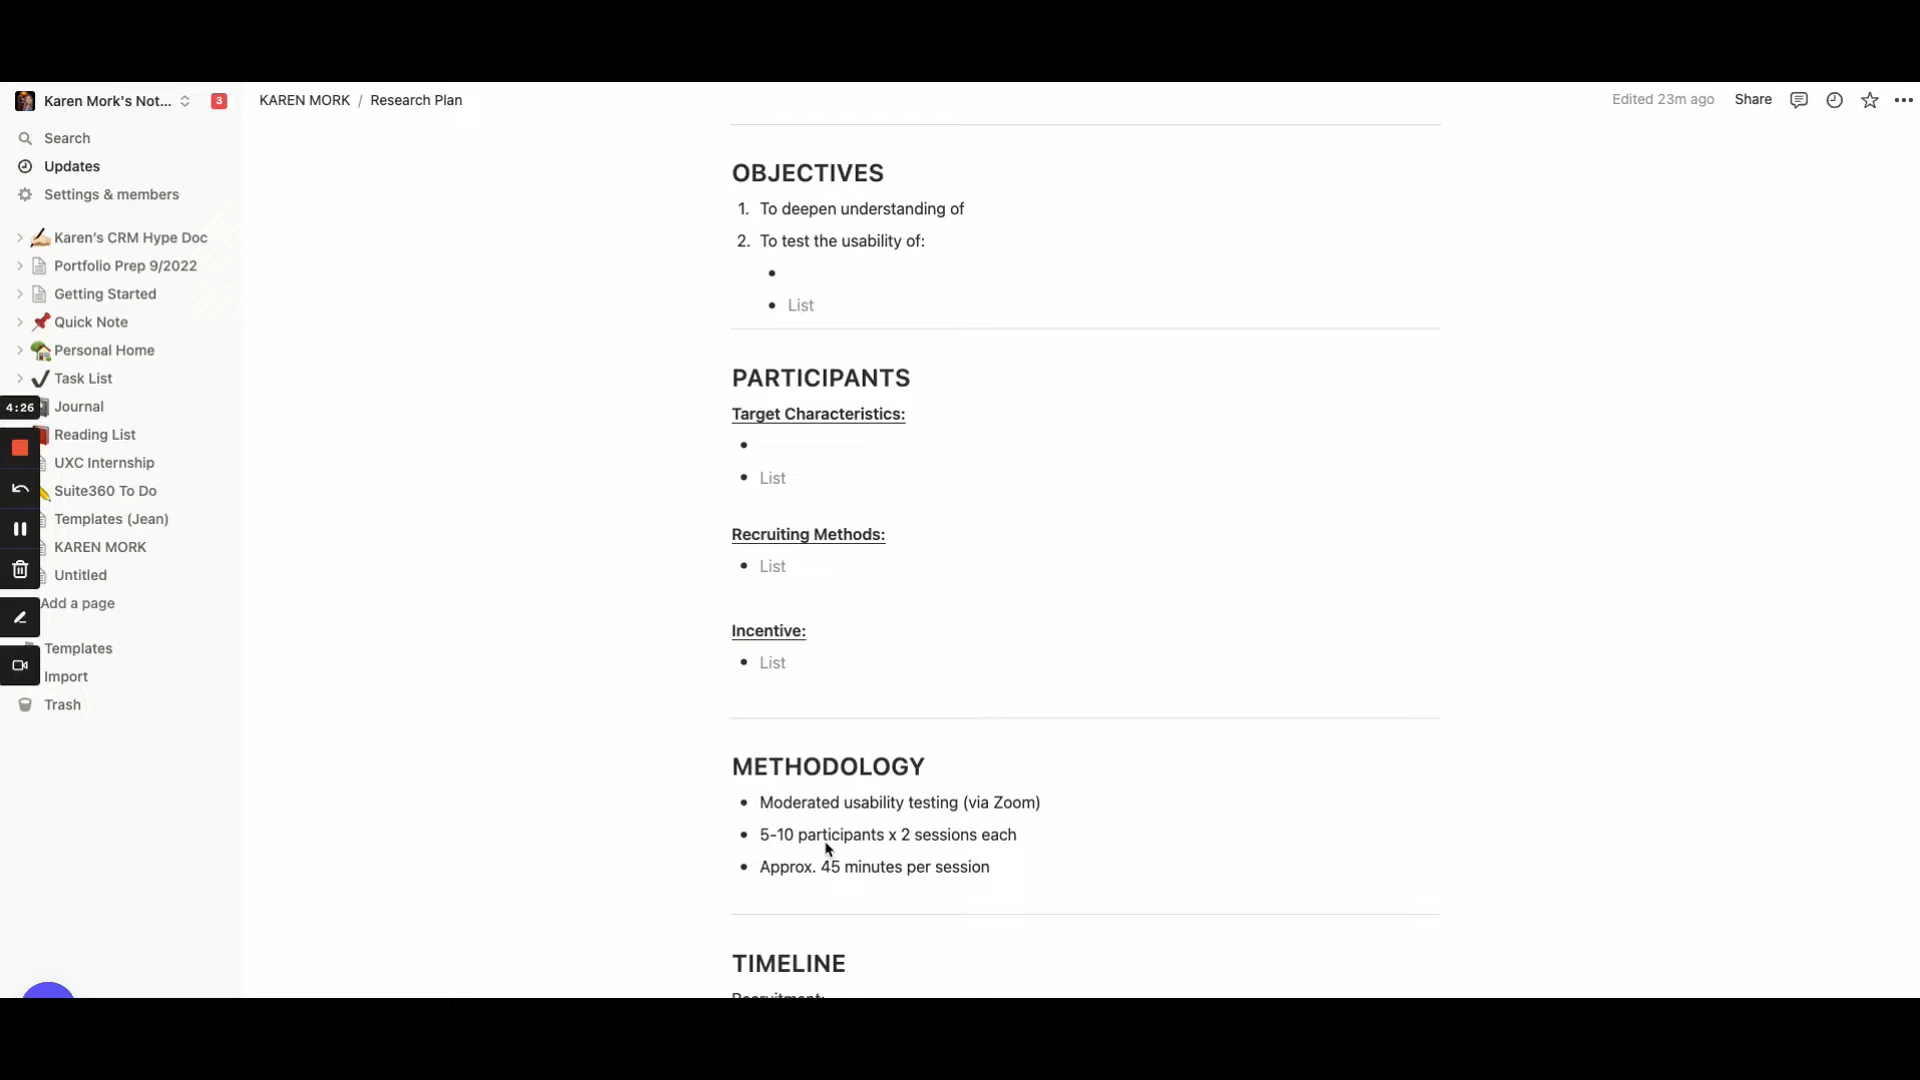 Karen Mork's Not...
3
KAREN MORK / Research Plan
Edited 23m ago
Share
Search
Updates
Settings & members
Karen's CRM Hype Doc
Portfolio Prep 9/2022
Getting Started
Quick Note
Personal Home
Task List
4:26
Journal
Reading List
UXC Internship
Suite360 To Do
Templates (Jean)
KAREN MORK
Untitled
Add a page
Templates
Import
Trash
OBJECTIVES
1. To deepen understanding of
2. To test the usability of:
List
PARTICIPANTS
Target Characteristics:
List
Recruiting Methods:
List
Incentive:
List
METHODOLOGY
Moderated usability testing (via Zoom)
5-10 participants x 2 sessions each
Approx. 45 minutes per session
TIMELINE
Recruitment: